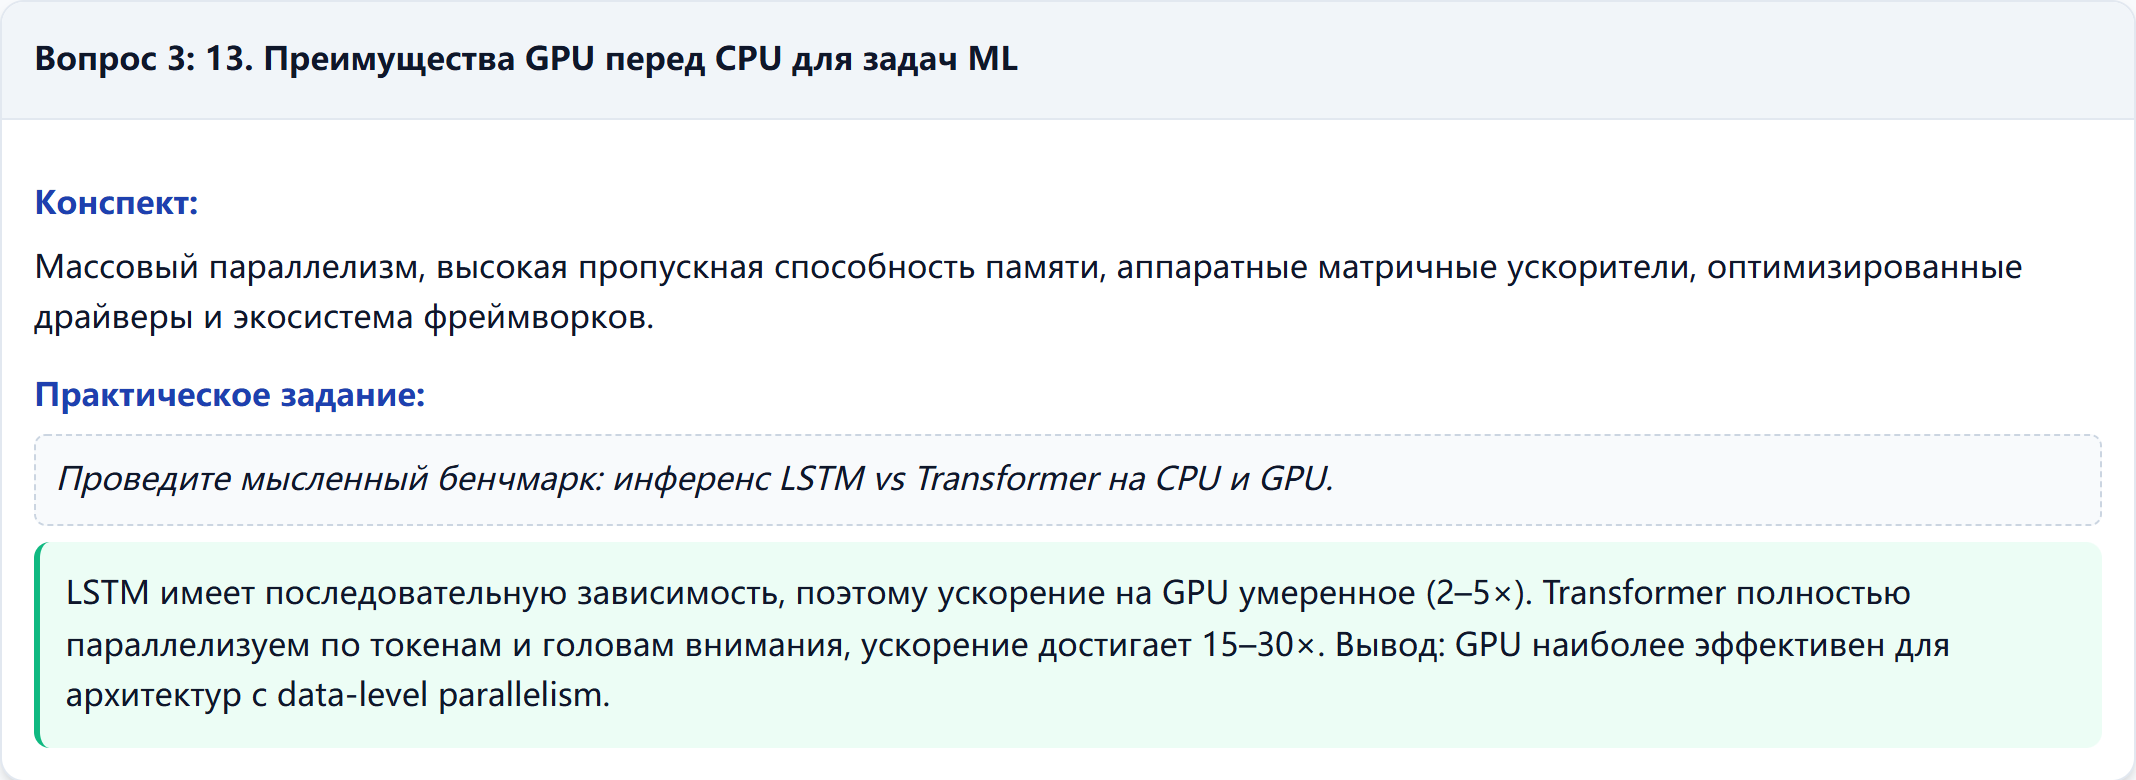 Вопрос 3: 13. Преимущества GPU перед CPU для задач ML
Конспект:
Массовый параллелизм, высокая пропускная способность памяти, аппаратные матричные ускорители, оптимизированные
драйверы и экосистема фреймворков.
Практическое задание:
Проведите мысленный бенчмарк: инференс LSTM vs Transformer на CPU и GPU.
LSTM имеет последовательную зависимость, поэтому ускорение на GPU умеренное (2–5×). Transformer полностью
параллелизуем по токенам и головам внимания, ускорение достигает 15–30×. Вывод: GPU наиболее эффективен для
архитектур с data-level parallelism.